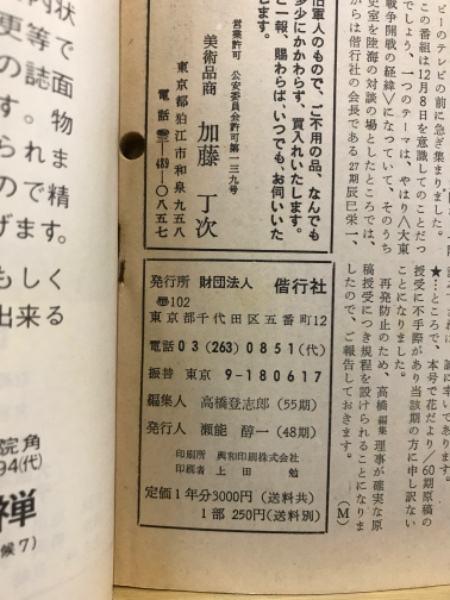 ビーのテレビの前に急ぎ集まりました。
この番組は12月8日を意識してのことだっ
でしょう、一つのテーマは、やはり〈大東
戦争開戦の経緯〉になっていて、そのうち
史室を陸海の対談の場としたところでは、
からは偕行社の会長である27期辰巳栄一、
★…ところで、本号で花だより／60期原稿の
授受に不手際があり当該期の方に申し訳ない
ことになりました。
再発防止のため、高橋編集理事が確実な原
稿授受につき規程を設けられることになりま
したので、ご報告しておきます。
（M）
旧軍人のもので、ご不用の品、なんでも
多少にかかわらず、買入れいたします。
ご一報、賜わらば、いつでも、お伺いいた
します。
営業許可 公安委員会許可第一三九号
美術品商 加藤丁次
東京都狛江市和泉九五八
発行所 財団法人 偕行社
〠102
東京都千代田区五番町12
電話03(263)0851(代)
振替 東京 9-180617
編集人 高橋登志郎(55期)
発行人 瀬能醇一(48期)
印刷所 興和印刷株式会社
印刷者 上田勉
定価1年分3000円(送料共)
1部 250円(送料別)
内状
更等で
の誌面
す。物
られま
ので精
げます。
もしく
出来る
院角
94(代)
禅
候7)